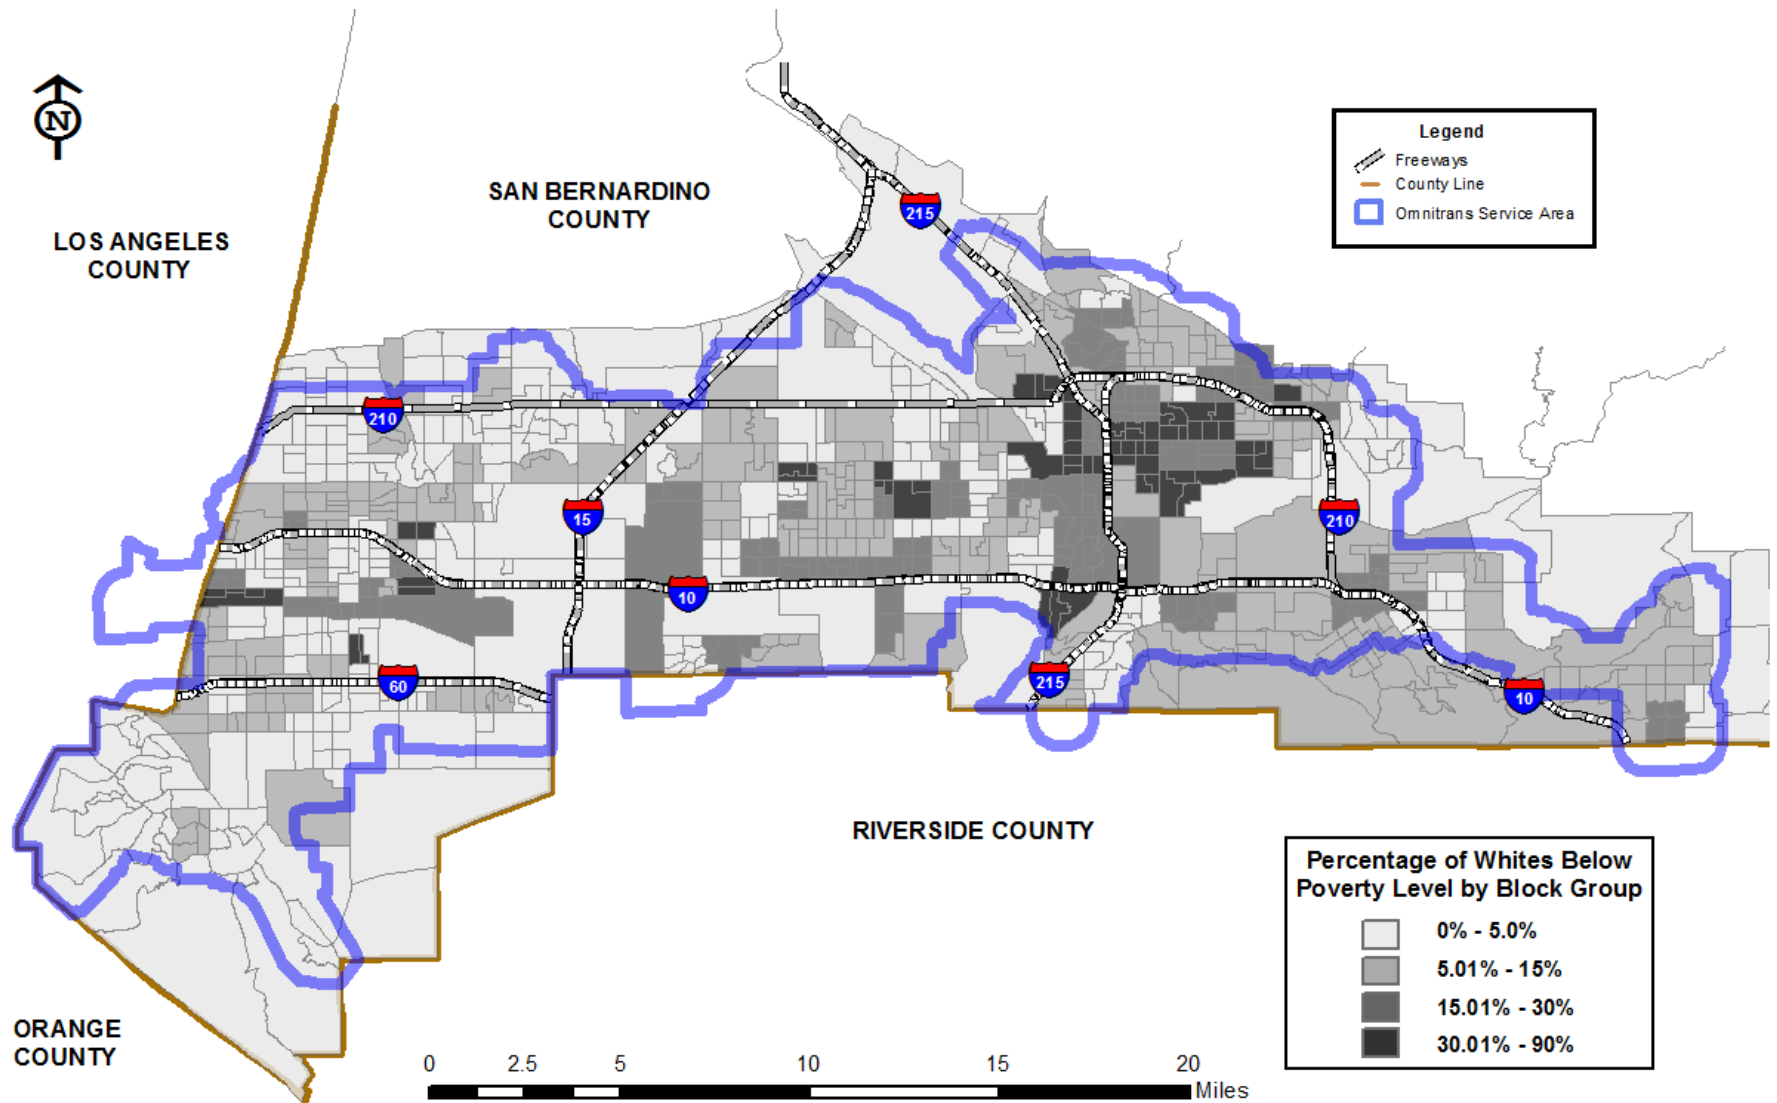 N
SAN BERNARDINO
COUNTY
LOS ANGELES
COUNTY
Legend
Freeways
County Line
Omnitrans Service Area
215
210
15
210
10
60
215
10
RIVERSIDE COUNTY
ORANGE
COUNTY
Percentage of Whites Below
Poverty Level by Block Group
0% - 5.0%
5.01% - 15%
15.01% - 30%
30.01% - 90%
0 2.5 5 10 15 20
Miles